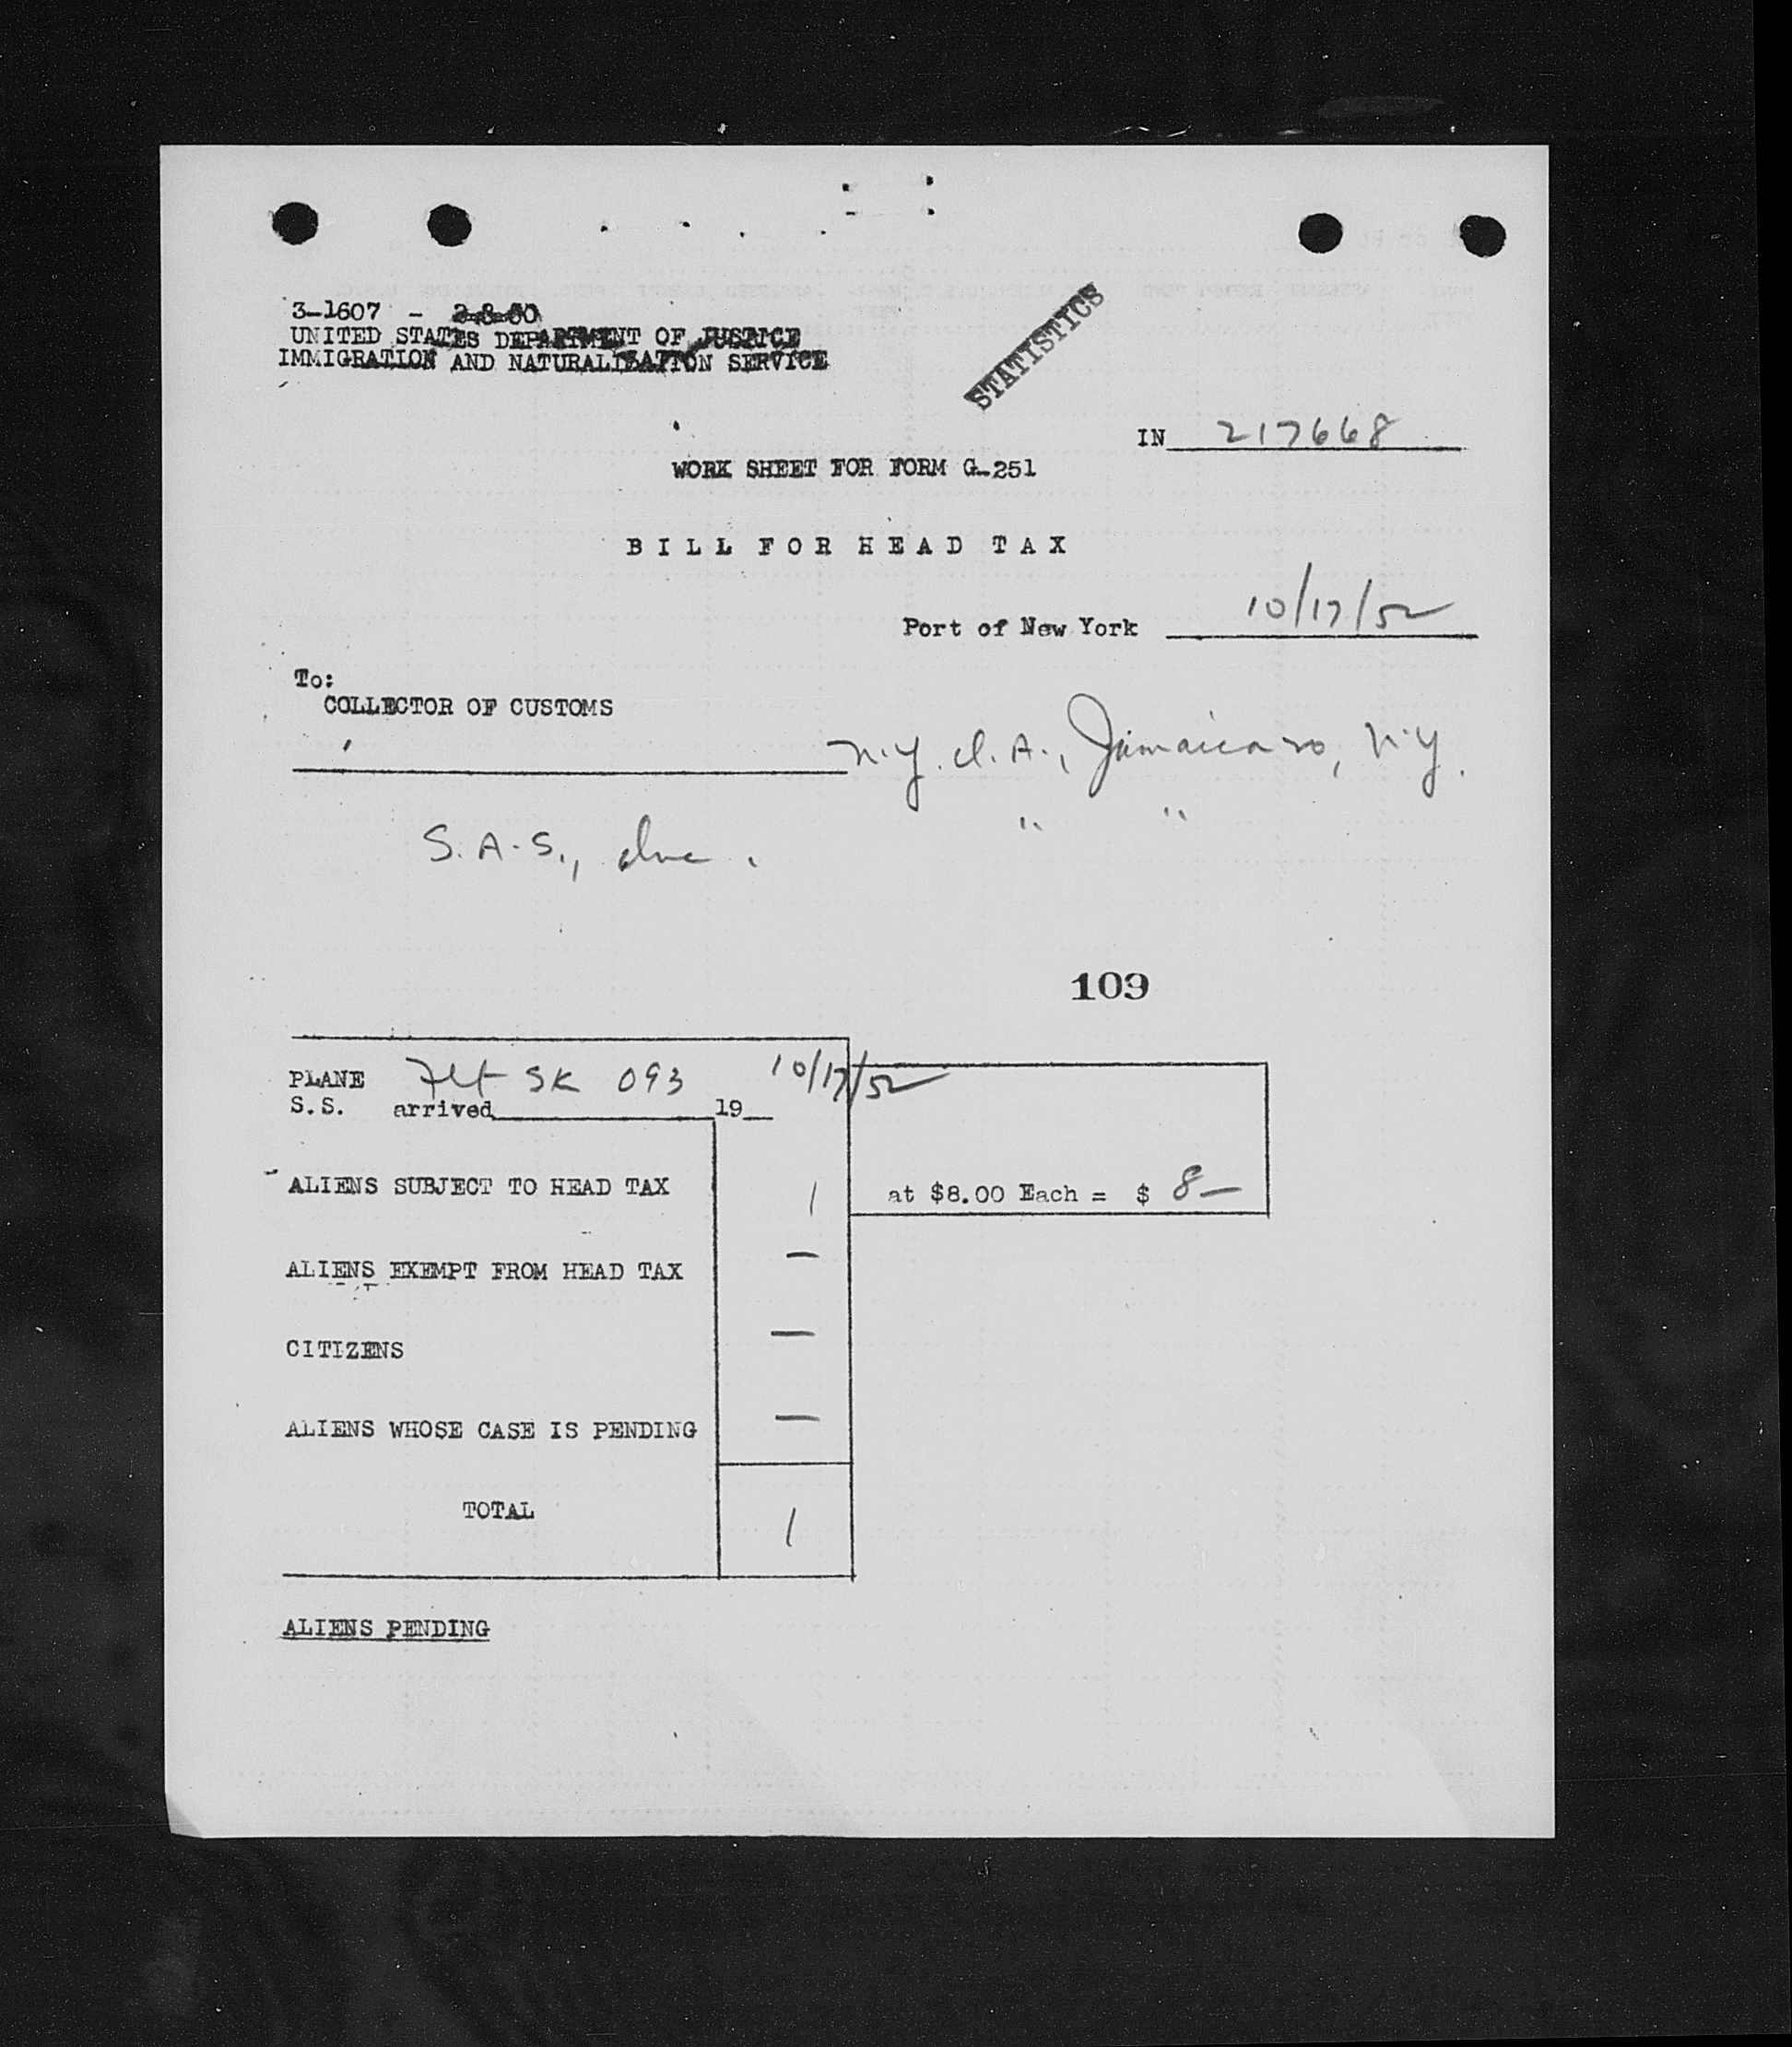 3-1607 - 2-8-50
UNITED STATES DEPARTMENT OF JUSTICE
IMMIGRATION AND NATURALIZATION SERVICE
STATISTICS
IN 217668
WORK SHEET FOR FORM G-251
BILL FOR HEAD TAX
Port of New York 10/17/52
To:
COLLECTOR OF CUSTOMS
N.Y. I.A., Jamaica 20, N.Y.
S.A.S., Inc. " "
109
PLANE Flt SK 093 10/17/52
S.S. arrived 19
ALIENS SUBJECT TO HEAD TAX 1 at $8.00 Each = $ 8—
ALIENS EXEMPT FROM HEAD TAX —
CITIZENS —
ALIENS WHOSE CASE IS PENDING —
TOTAL 1
ALIENS PENDING